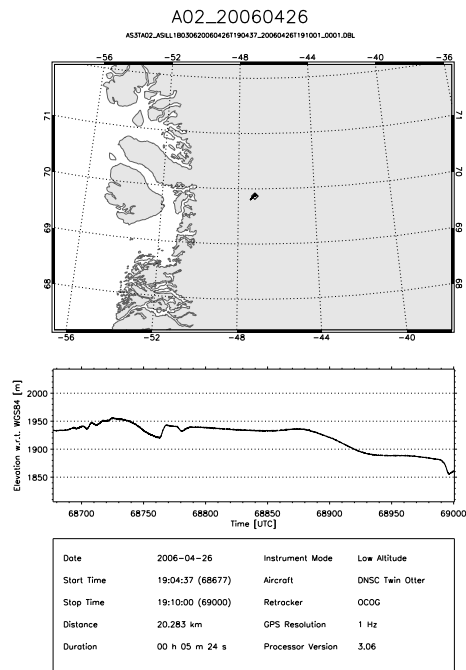 A02_20060426
AS3TA02_ASILL1B030620060426T190437_20060426T191001_0001.DBL
-56 -52 -48 -44 -40 -36
71 71
70 70
69 69
68 68
-56 -52 -48 -44 -40
Elevation w.r.t. WGS84 [m]
2000
1950
1900
1850
68700 68750 68800 68850 68900 68950 69000
Time [UTC]
Date 2006-04-26 Instrument Mode Low Altitude
Start Time 19:04:37 (68677) Aircraft DNSC Twin Otter
Stop Time 19:10:00 (69000) Retracker OCOG
Distance 20.283 km GPS Resolution 1 Hz
Duration 00 h 05 m 24 s Processor Version 3.06